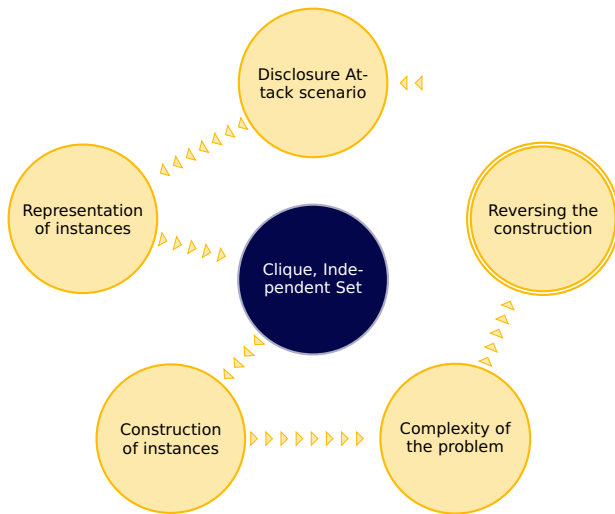 Disclosure At-
tack scenario
Representation
of instances
Reversing the
construction
Clique, Inde-
pendent Set
Construction
of instances
Complexity of
the problem